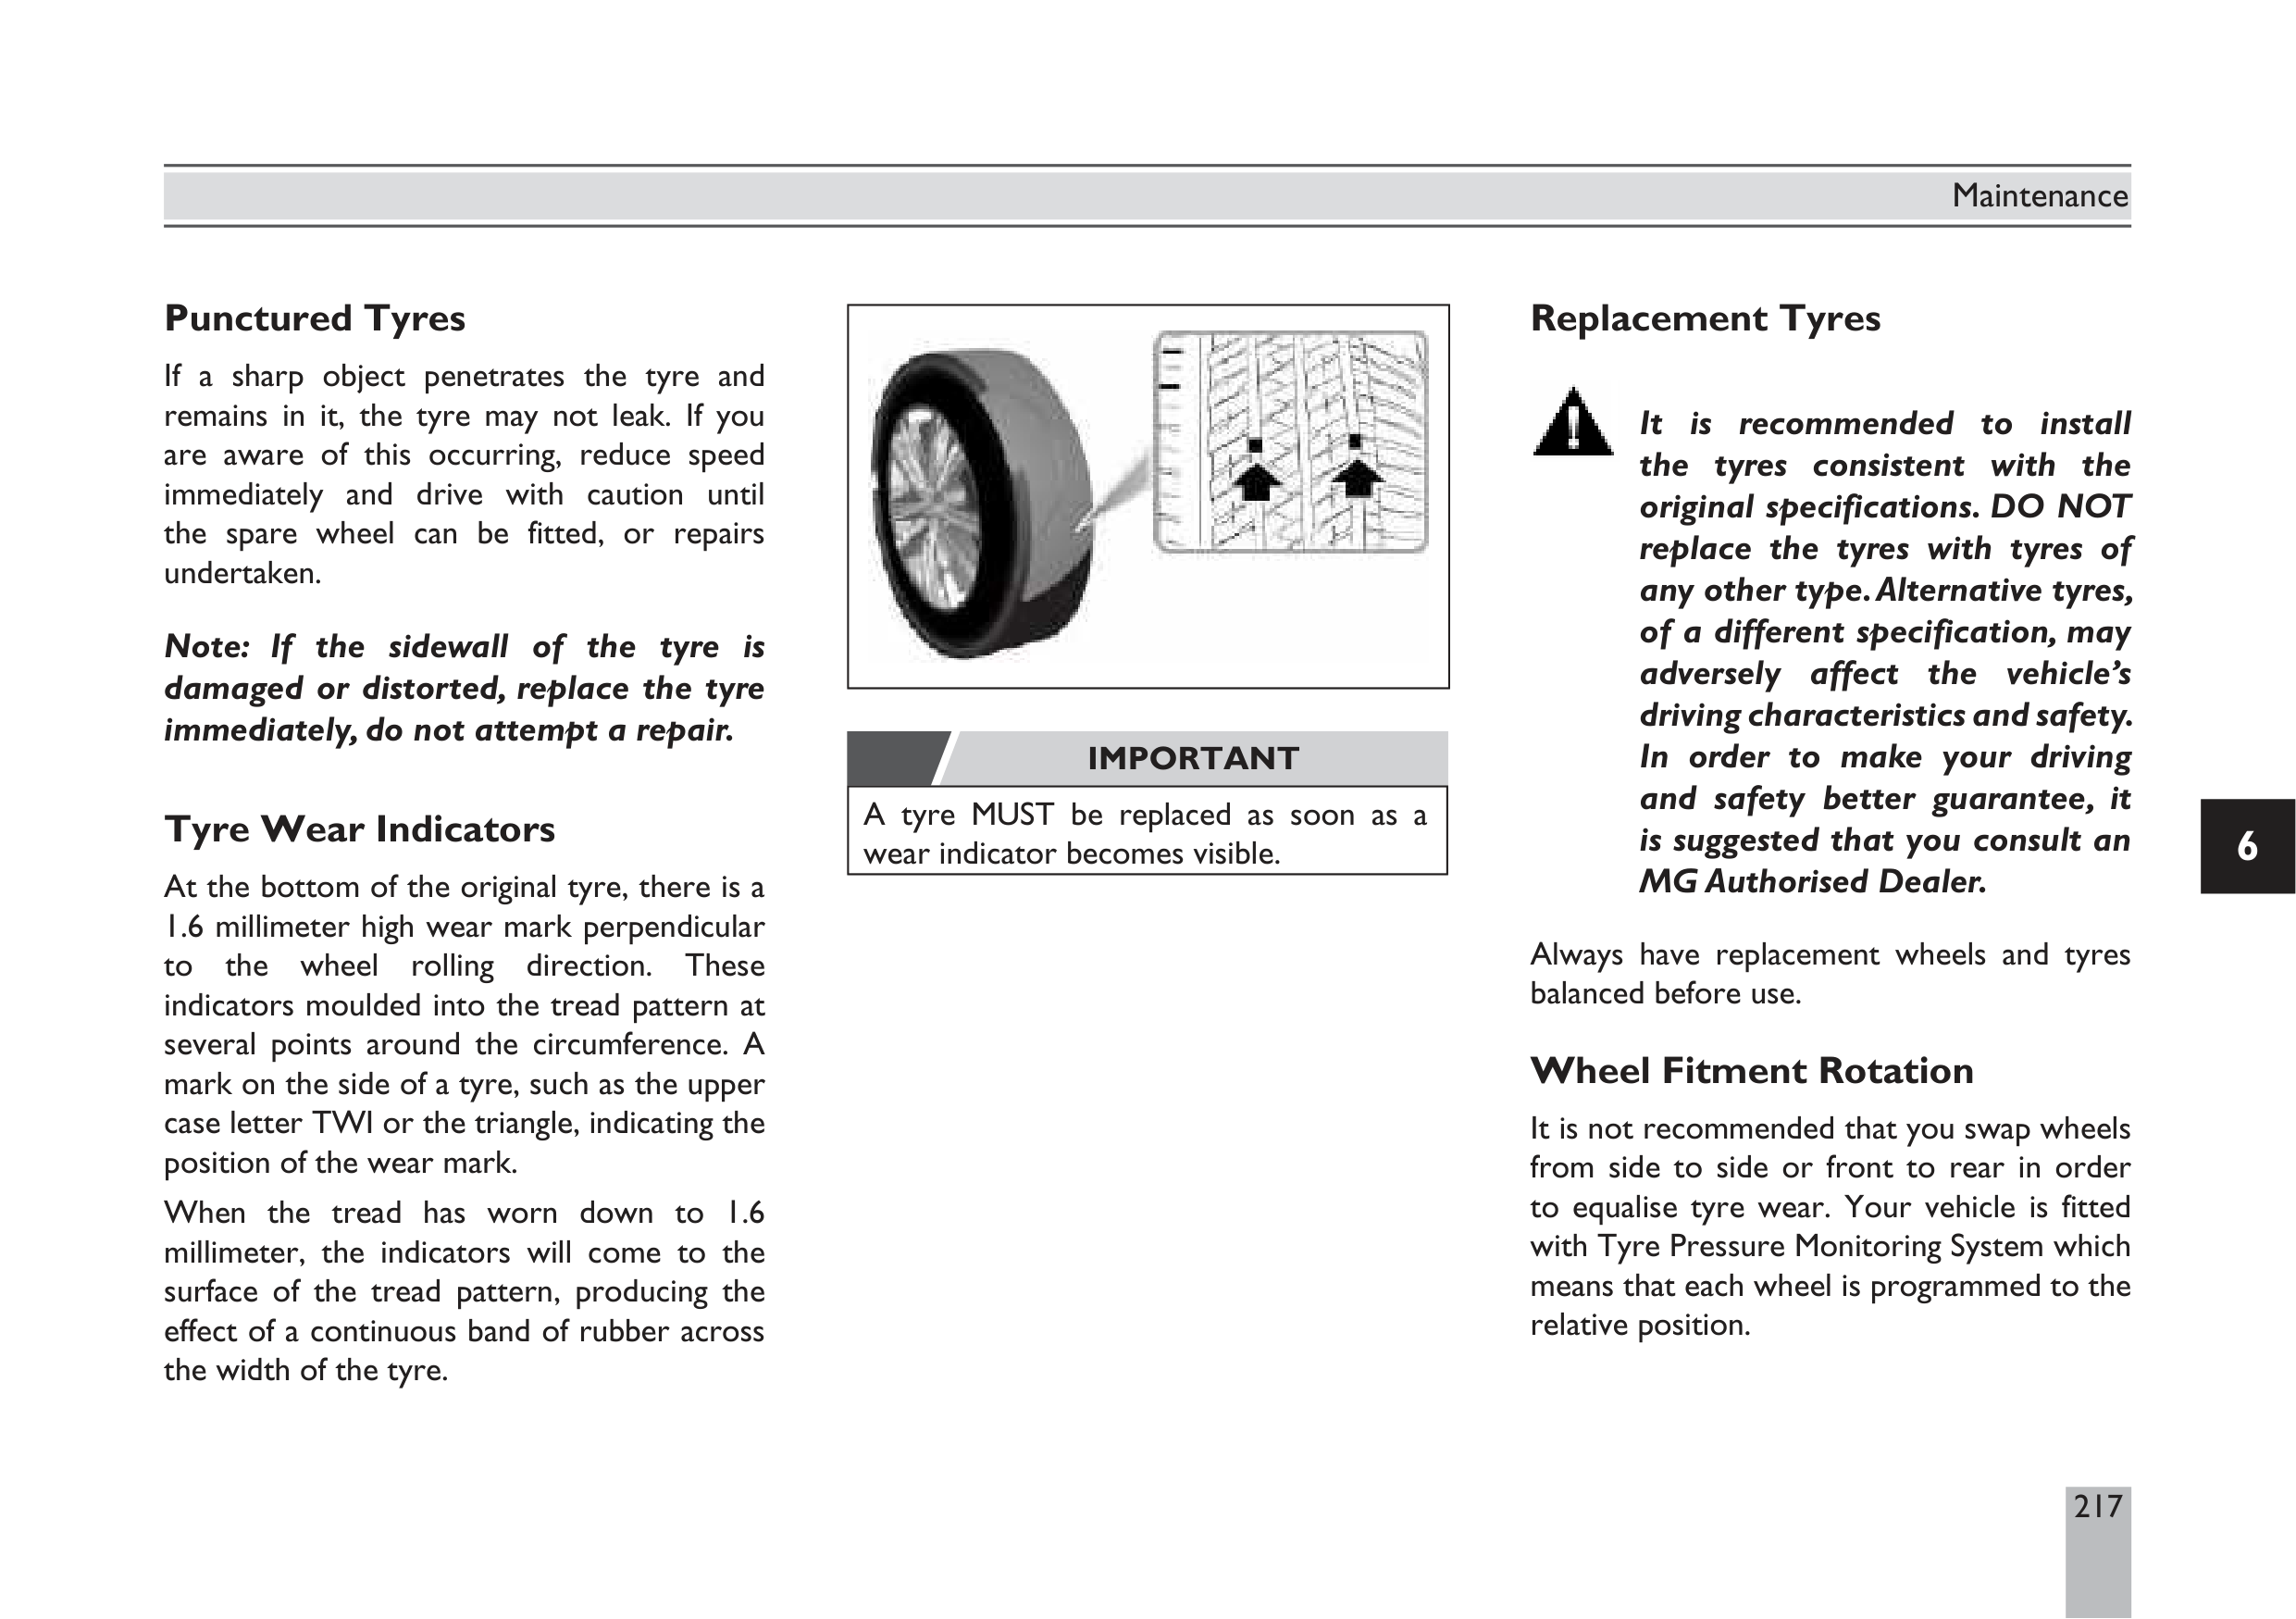 Maintenance
Punctured Tyres
If a sharp object penetrates the tyre and
remains in it, the tyre may not leak. If you
are aware of this occurring, reduce speed
immediately and drive with caution until
the spare wheel can be fitted, or repairs
undertaken.
Note: If the sidewall of the tyre is
damaged or distorted, replace the tyre
immediately, do not attempt a repair.
Tyre Wear Indicators
At the bottom of the original tyre, there is a
1.6 millimeter high wear mark perpendicular
to the wheel rolling direction. These
indicators moulded into the tread pattern at
several points around the circumference. A
mark on the side of a tyre, such as the upper
case letter TWI or the triangle, indicating the
position of the wear mark.
When the tread has worn down to 1.6
millimeter, the indicators will come to the
surface of the tread pattern, producing the
effect of a continuous band of rubber across
the width of the tyre.
IMPORTANT
A tyre MUST be replaced as soon as a
wear indicator becomes visible.
Replacement Tyres
It is recommended to install
the tyres consistent with the
original specifications. DO NOT
replace the tyres with tyres of
any other type. Alternative tyres,
of a different specification, may
adversely affect the vehicle's
driving characteristics and safety.
In order to make your driving
and safety better guarantee, it
is suggested that you consult an
MG Authorised Dealer.
Always have replacement wheels and tyres
balanced before use.
Wheel Fitment Rotation
It is not recommended that you swap wheels
from side to side or front to rear in order
to equalise tyre wear. Your vehicle is fitted
with Tyre Pressure Monitoring System which
means that each wheel is programmed to the
relative position.
6
217